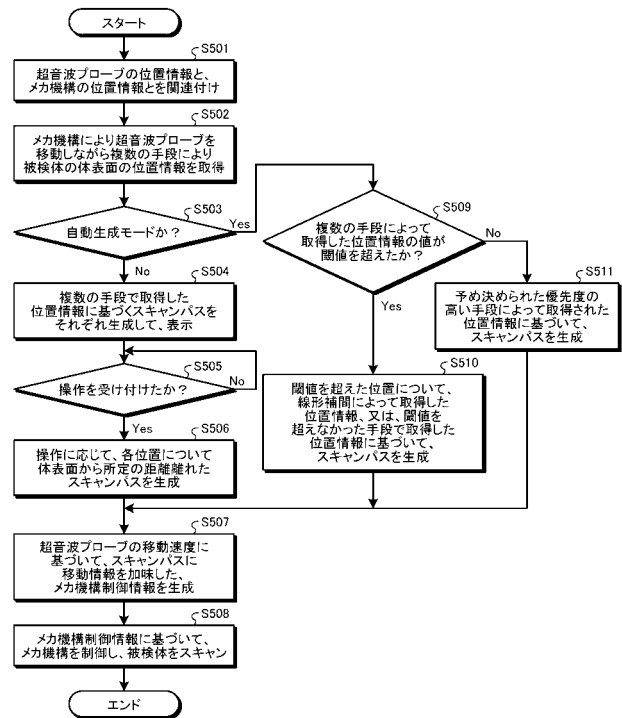 スタート
S501
超音波プローブの位置情報と、
メカ機構の位置情報とを関連付け
S502
メカ機構により超音波プローブを
移動しながら複数の手段により
被検体の体表面の位置情報を取得
S503
自動生成モードか？
Yes
No
S504
複数の手段で取得した
位置情報に基づくスキャンパスを
それぞれ生成して、表示
S505
操作を受け付けたか？
No
Yes
S506
操作に応じて、各位置について
体表面から所定の距離離れた
スキャンパスを生成
S509
複数の手段によって
取得した位置情報の値が
閾値を超えたか？
No
Yes
S511
予め決められた優先度の
高い手段によって取得された
位置情報に基づいて、
スキャンパスを生成
S510
閾値を超えた位置について、
線形補間によって取得した
位置情報、又は、閾値を
超えなかった手段で取得した
位置情報に基づいて、
スキャンパスを生成
S507
超音波プローブの移動速度に
基づいて、スキャンパスに
移動情報を加味した、
メカ機構制御情報を生成
S508
メカ機構制御情報に基づいて、
メカ機構を制御し、被検体をスキャン
エンド